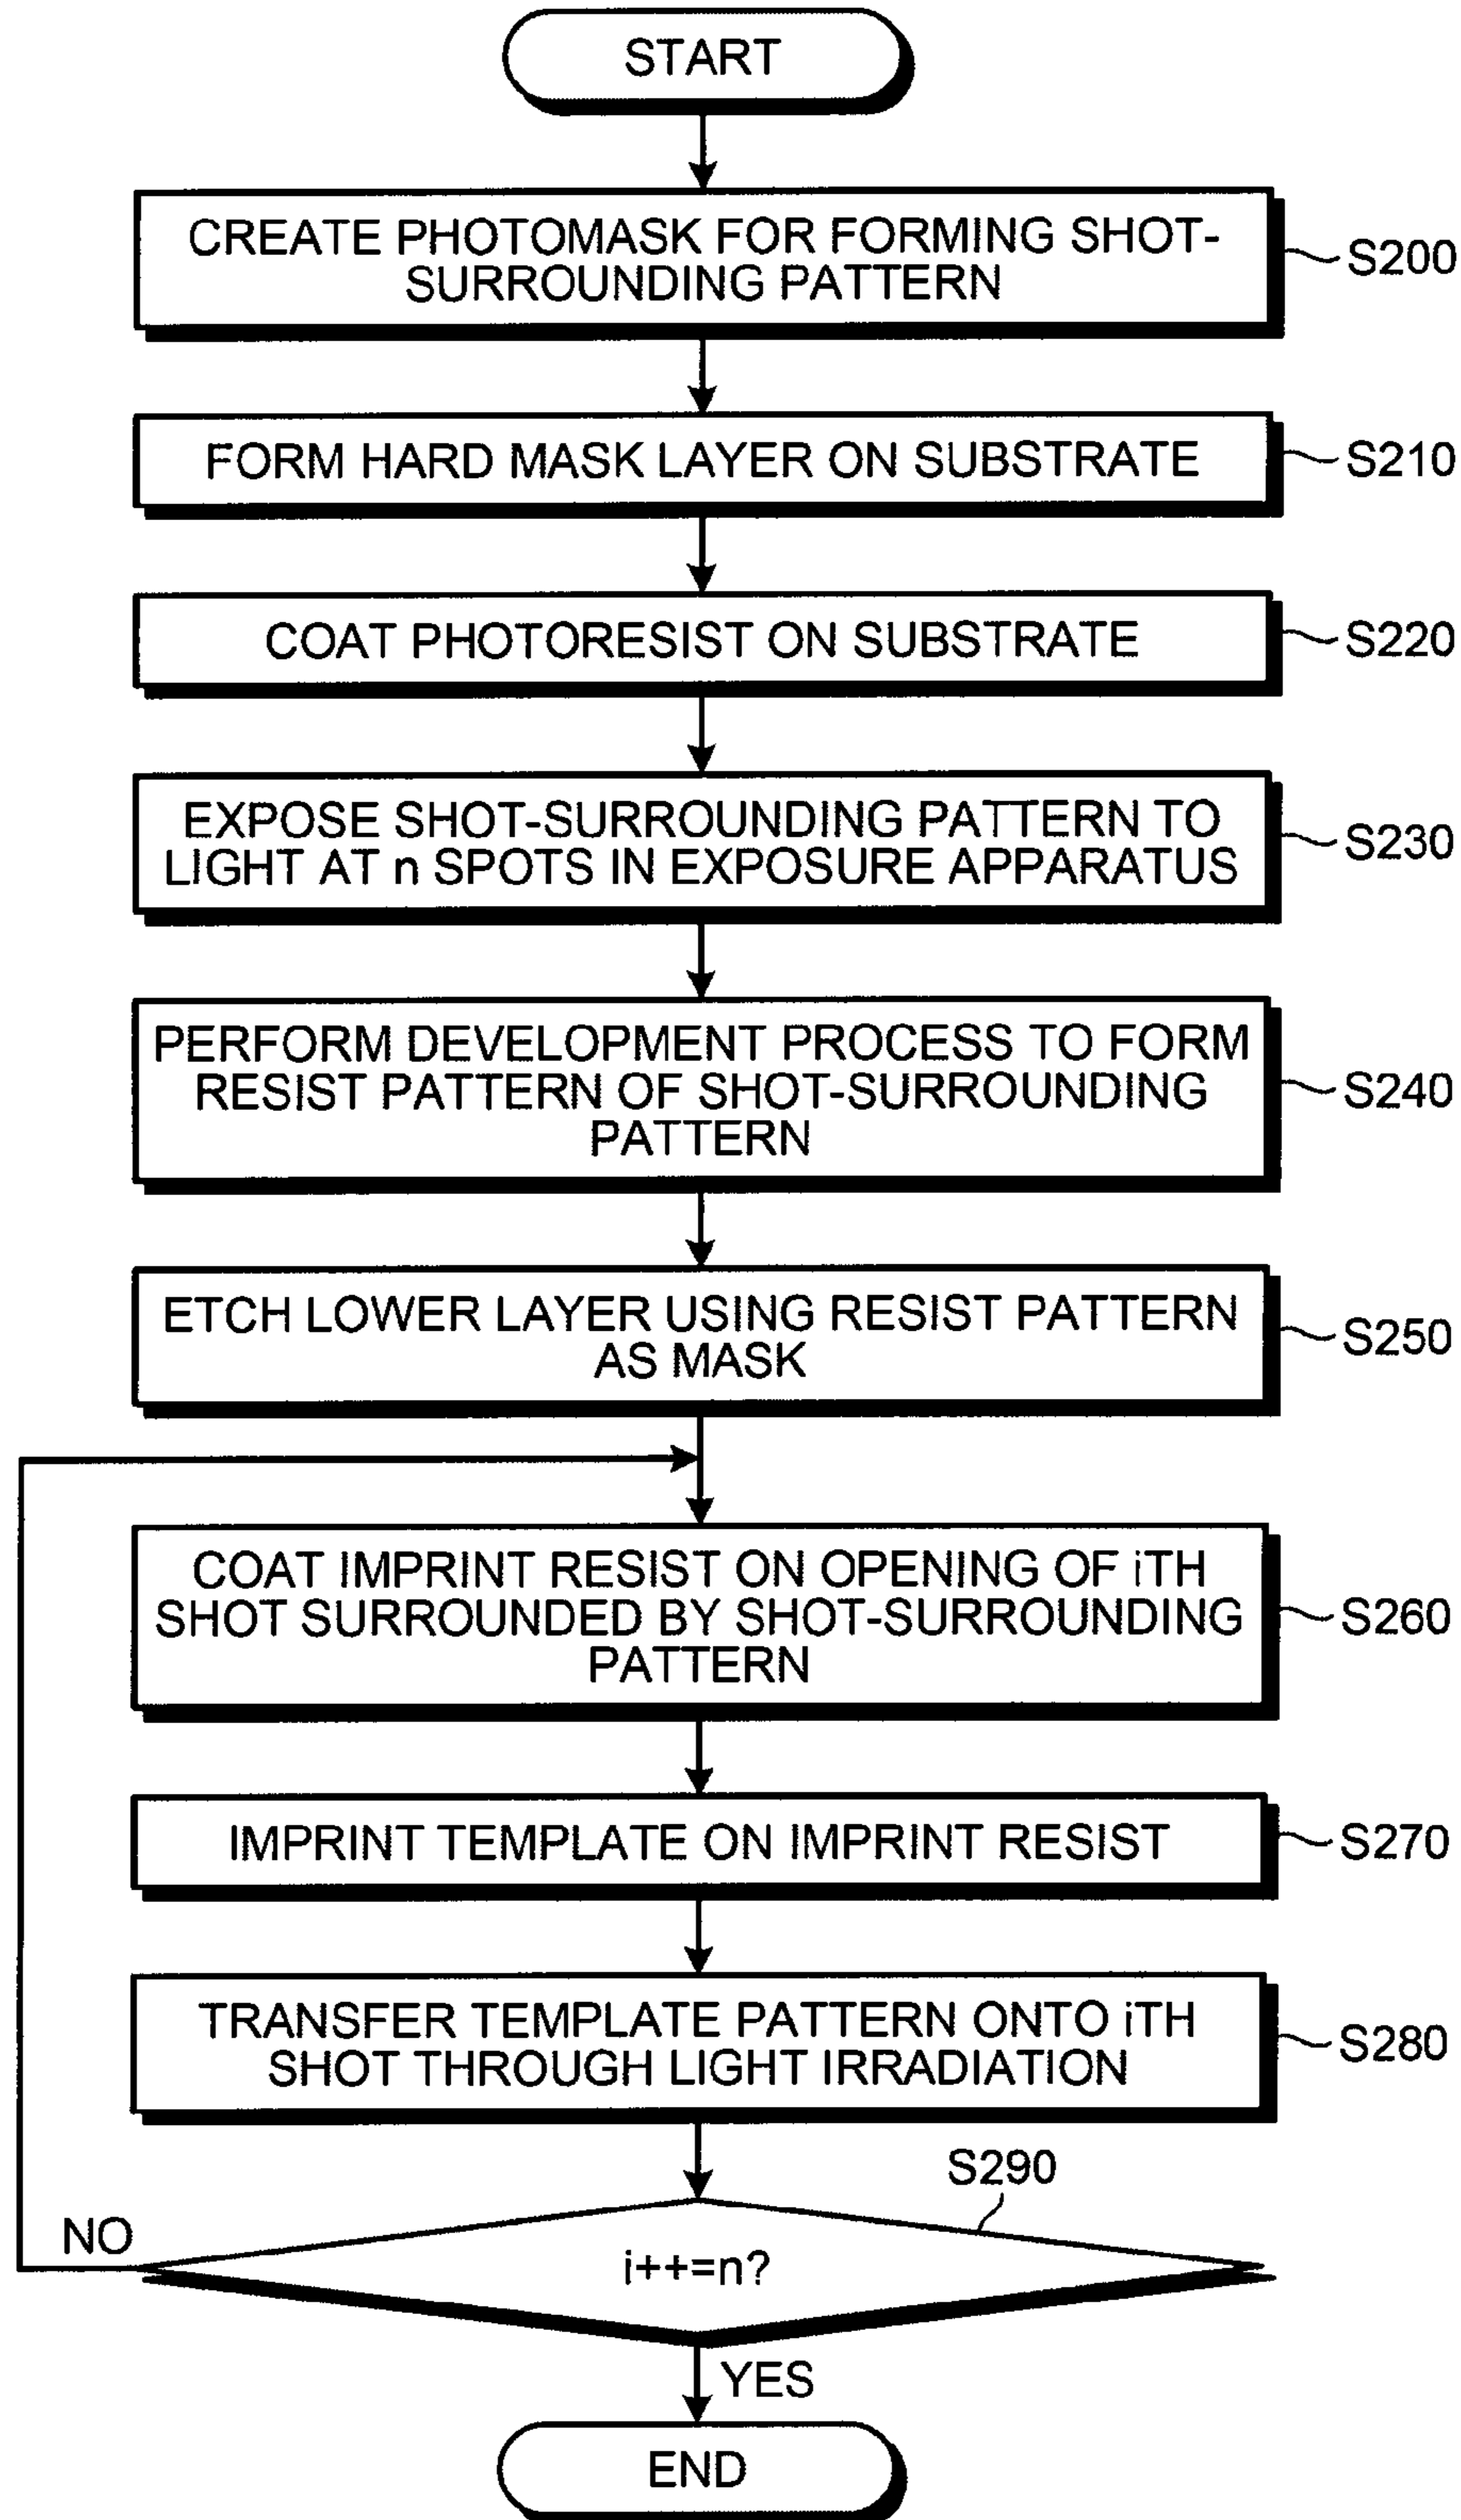 START
CREATE PHOTOMASK FOR FORMING SHOT-
SURROUNDING PATTERN
S200
FORM HARD MASK LAYER ON SUBSTRATE
S210
COAT PHOTORESIST ON SUBSTRATE
S220
EXPOSE SHOT-SURROUNDING PATTERN TO
LIGHT AT n SPOTS IN EXPOSURE APPARATUS
S230
PERFORM DEVELOPMENT PROCESS TO FORM
RESIST PATTERN OF SHOT-SURROUNDING
PATTERN
S240
ETCH LOWER LAYER USING RESIST PATTERN
AS MASK
S250
COAT IMPRINT RESIST ON OPENING OF iTH
SHOT SURROUNDED BY SHOT-SURROUNDING
PATTERN
S260
IMPRINT TEMPLATE ON IMPRINT RESIST
S270
TRANSFER TEMPLATE PATTERN ONTO iTH
SHOT THROUGH LIGHT IRRADIATION
S280
S290
NO
i++=n?
YES
END